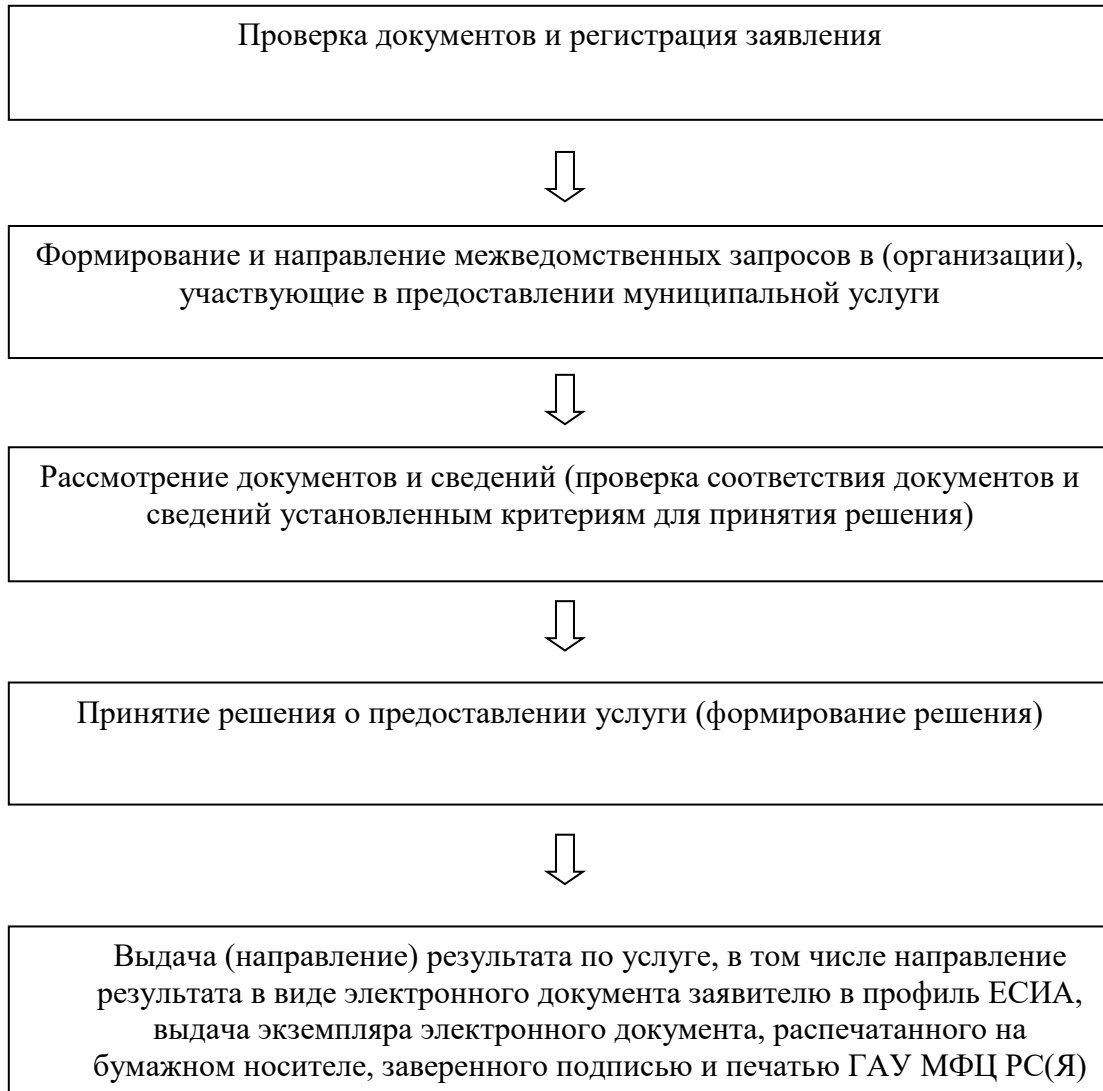 Проверка документов и регистрация заявления
Формирование и направление межведомственных запросов в (организации),
участвующие в предоставлении муниципальной услуги
Рассмотрение документов и сведений (проверка соответствия документов и
сведений установленным критериям для принятия решения)
Принятие решения о предоставлении услуги (формирование решения)
Выдача (направление) результата по услуге, в том числе направление
результата в виде электронного документа заявителю в профиль ЕСИА,
выдача экземпляра электронного документа, распечатанного на
бумажном носителе, заверенного подписью и печатью ГАУ МФЦ РС(Я)